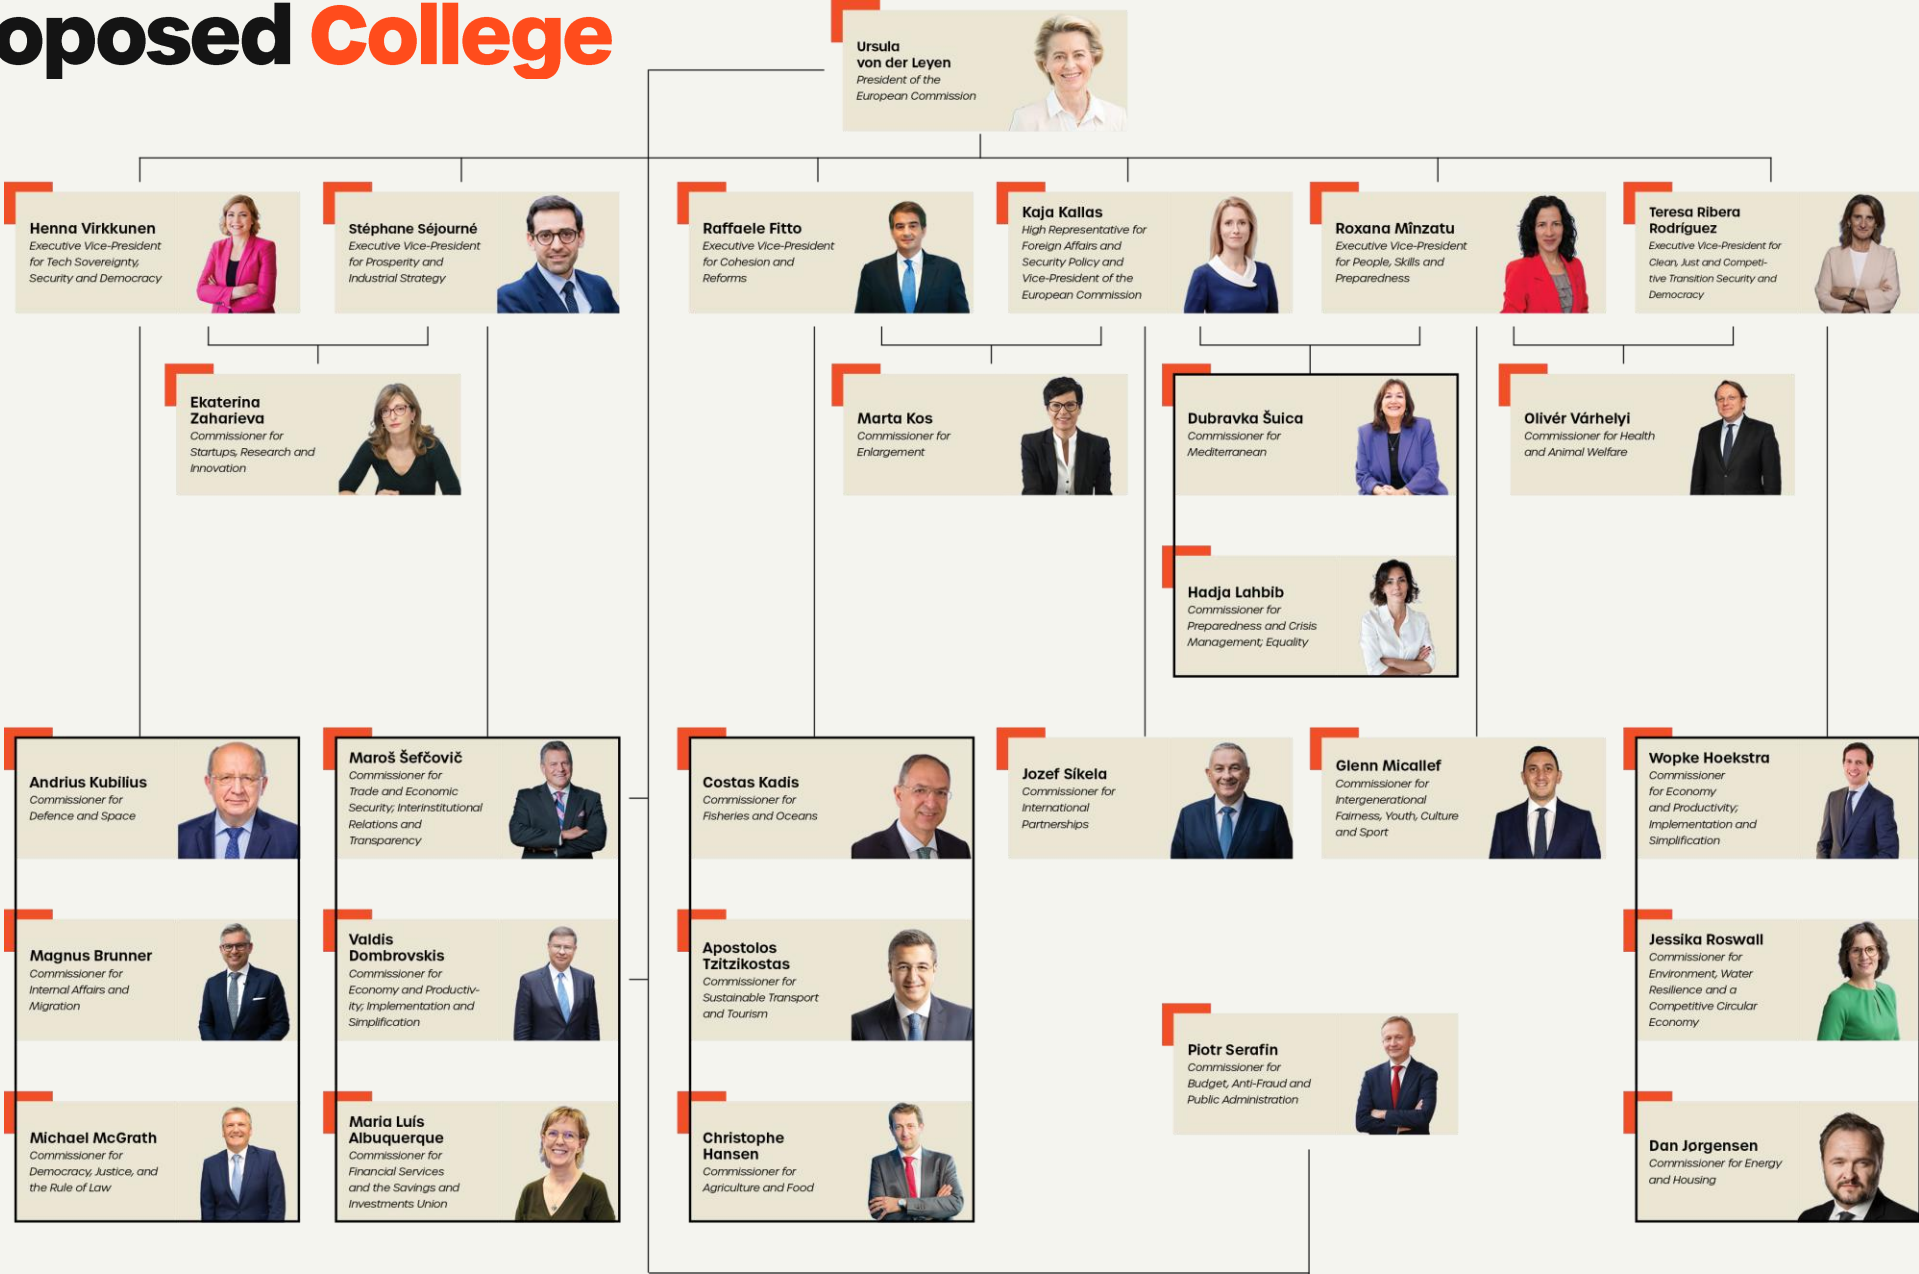 oposed College
Ursula
von der Leyen
President of the
European Commission
Henna Virkkunen
Executive Vice-President
for Tech Sovereignty,
Security and Democracy
Stéphane Séjourné
Executive Vice-President
for Prosperity and
Industrial Strategy
Raffaele Fitto
Executive Vice-President
for Cohesion and
Reforms
Kaja Kallas
High Representative for
Foreign Affairs and
Security Policy and
Vice-President of the
European Commission
Roxana Mînzatu
Executive Vice-President
for People, Skills and
Preparedness
Teresa Ribera
Rodríguez
Executive Vice-President for
Clean, Just and Competi-
tive Transition Security and
Democracy
Ekaterina
Zaharieva
Commissioner for
Startups, Research and
Innovation
Marta Kos
Commissioner for
Enlargement
Dubravka Šuica
Commissioner for
Mediterranean
Olivér Várhelyi
Commissioner for Health
and Animal Welfare
Hadja Lahbib
Commissioner for
Preparedness and Crisis
Management; Equality
Andrius Kubilius
Commissioner for
Defence and Space
Maroš Šefčovič
Commissioner for
Trade and Economic
Security; Interinstitutional
Relations and
Transparency
Costas Kadis
Commissioner for
Fisheries and Oceans
Jozef Síkela
Commissioner for
International
Partnerships
Glenn Micallef
Commissioner for
Intergenerational
Fairness, Youth, Culture
and Sport
Wopke Hoekstra
Commissioner
for Economy
and Productivity;
Implementation and
Simplification
Magnus Brunner
Commissioner for
Internal Affairs and
Migration
Valdis
Dombrovskis
Commissioner for
Economy and Productiv-
ity; Implementation and
Simplification
Apostolos
Tzitzikostas
Commissioner for
Sustainable Transport
and Tourism
Jessika Roswall
Commissioner for
Environment, Water
Resilience and a
Competitive Circular
Economy
Piotr Serafin
Commissioner for
Budget, Anti-Fraud and
Public Administration
Michael McGrath
Commissioner for
Democracy, Justice, and
the Rule of Law
Maria Luís
Albuquerque
Commissioner for
Financial Services
and the Savings and
Investments Union
Christophe
Hansen
Commissioner for
Agriculture and Food
Dan Jørgensen
Commissioner for Energy
and Housing